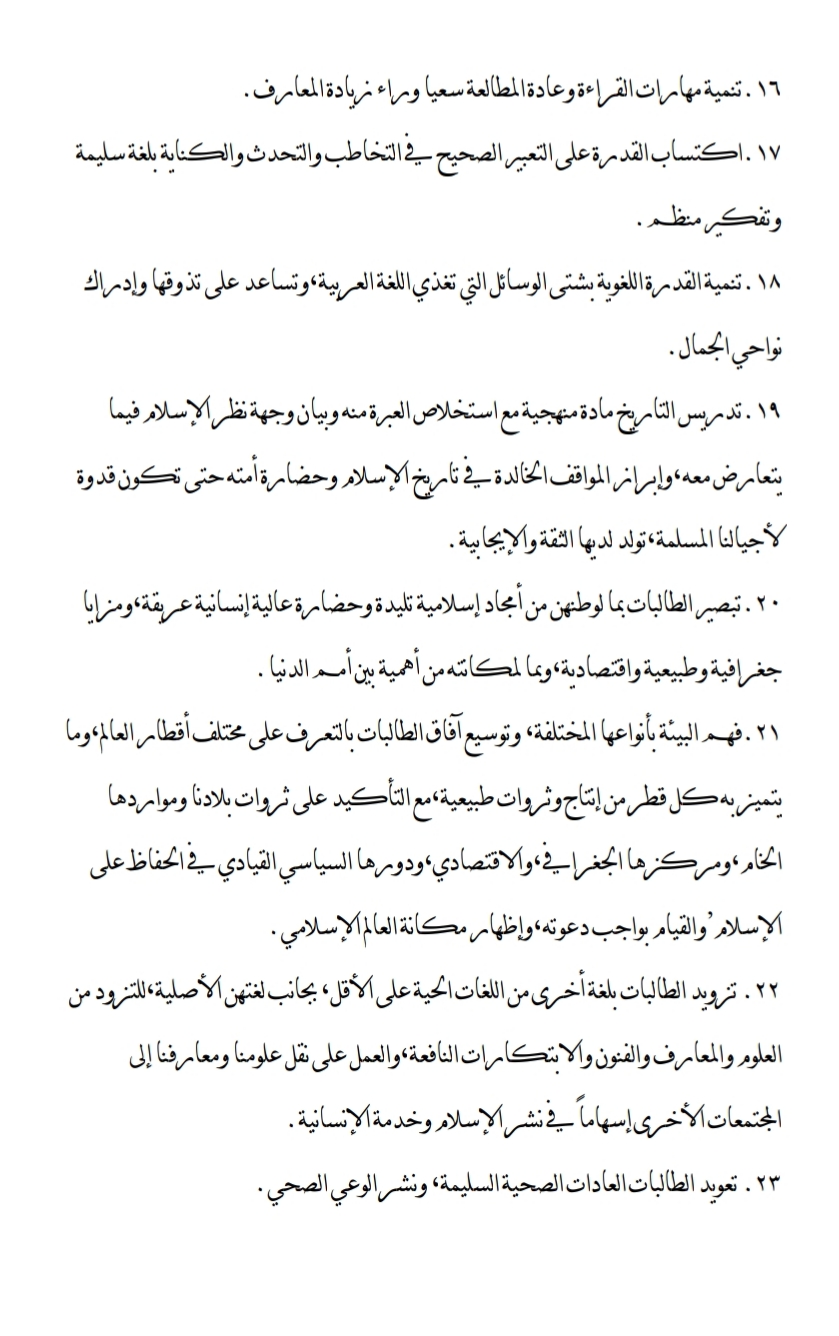 ١٦. تنمية مهارات القراءة وعادة المطالعة سعيا وراء زيادة المعارف.
١٧. اكتساب القدرة على التعبير الصحيح في التخاطب والتحدث والكتابة بلغة سليمة
وتفكير منظم.
١٨. تنمية القدرة اللغوية بشتى الوسائل التي تغذي اللغة العربية، وتساعد على تذوقها وإدراك
نواحي الجمال.
١٩. تدريس التاريخ مادة منهجية مع استخلاص العبرة منه وبيان وجهة نظر الإسلام فيما
يتعارض معه، وإبراز المواقف الخالدة في تاريخ الإسلام وحضارة أمته حتى تكون قدوة
لأجيالنا المسلمة، تولد لديها الثقة والإيجابية.
٢٠. تبصير الطالبات بما لوطنهن من أمجاد إسلامية تليدة وحضارة عالية إنسانية عريقة، ومزايا
جغرافية وطبيعية واقتصادية، وبما لمكانته من أهمية بين أمم الدنيا.
٢١. فهم البيئة بأنواعها المختلفة، وتوسيع آفاق الطالبات بالتعرف على مختلف أقطار العالم، وما
يتميز به كل قطر من إنتاج وثروات طبيعية، مع التأكيد على ثروات بلادنا ومواردها
الخام، ومركزها الجغرافي، والاقتصادي، ودورها السياسي القيادي في الحفاظ على
الإسلام’ والقيام بواجب دعوته، وإظهار مكانة العالم الإسلامي.
٢٢. تزويد الطالبات بلغة أخرى من اللغات الحية على الأقل، بجانب لغتهن الأصلية، للتزود من
العلوم والمعارف والفنون والابتكارات النافعة، والعمل على نقل علومنا ومعارفنا إلى
المجتمعات الأخرى إسهاماً في نشر الإسلام وخدمة الإنسانية.
٢٣. تعويد الطالبات العادات الصحية السليمة، ونشر الوعي الصحي.